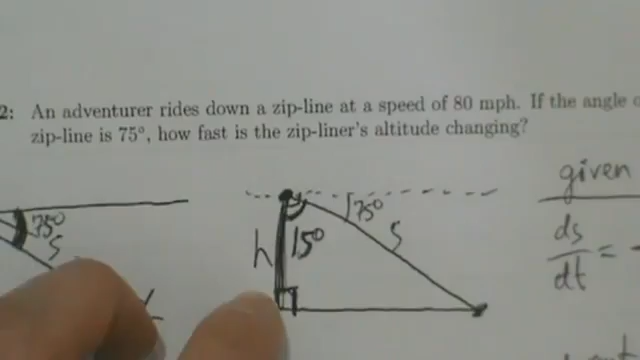 2: An adventurer rides down a zip-line at a speed of 80 mph. If the angle
zip-line is 75°, how fast is the zip-liner's altitude changing?
given
75°
S
75°
h
15°
S
ds/dt = -